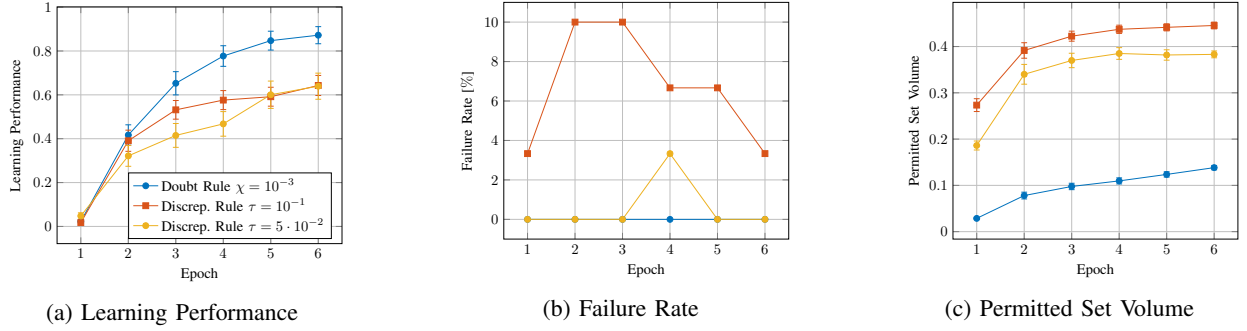 1
0.8
0.6
0.4
0.2
0
1 2 3 4 5 6
Learning Performance
Epoch
Doubt Rule χ = 10⁻³
Discrep. Rule τ = 10⁻¹
Discrep. Rule τ = 5 · 10⁻²
(a) Learning Performance
10
8
6
4
2
0
1 2 3 4 5 6
Failure Rate [%]
Epoch
(b) Failure Rate
0.4
0.3
0.2
0.1
0
1 2 3 4 5 6
Permitted Set Volume
Epoch
(c) Permitted Set Volume